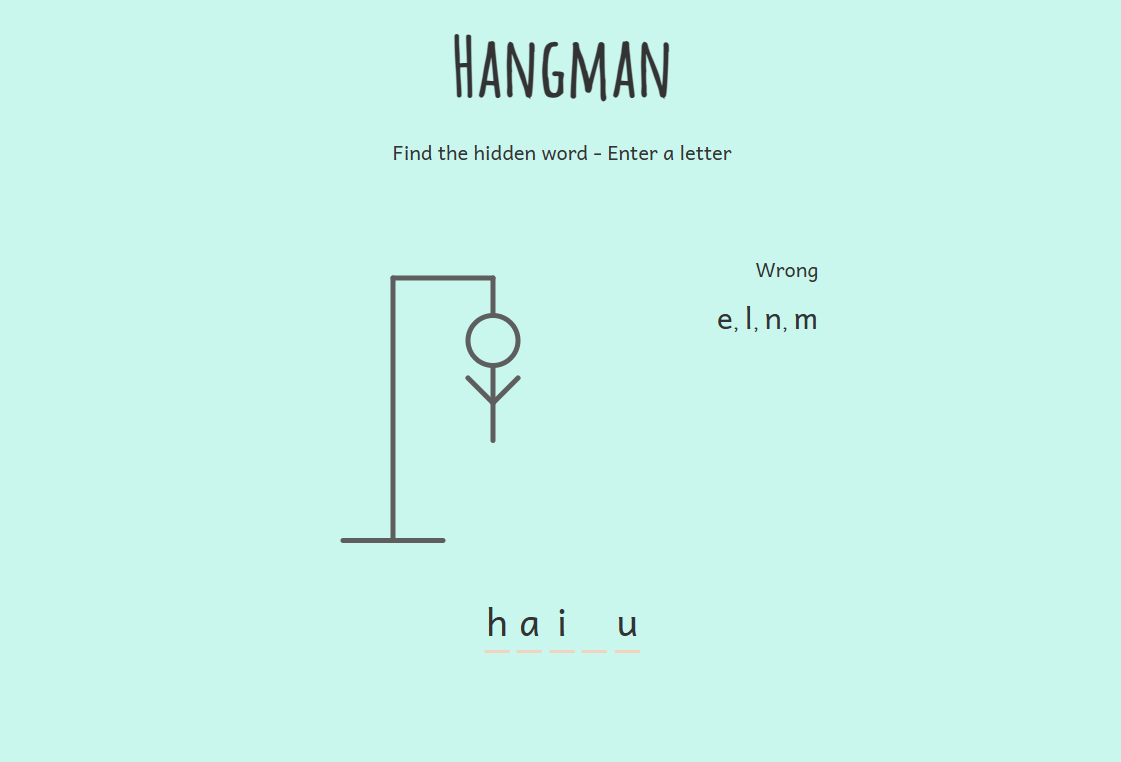 Hangman
Find the hidden word - Enter a letter
Wrong
e, l, n, m
h a i _ u